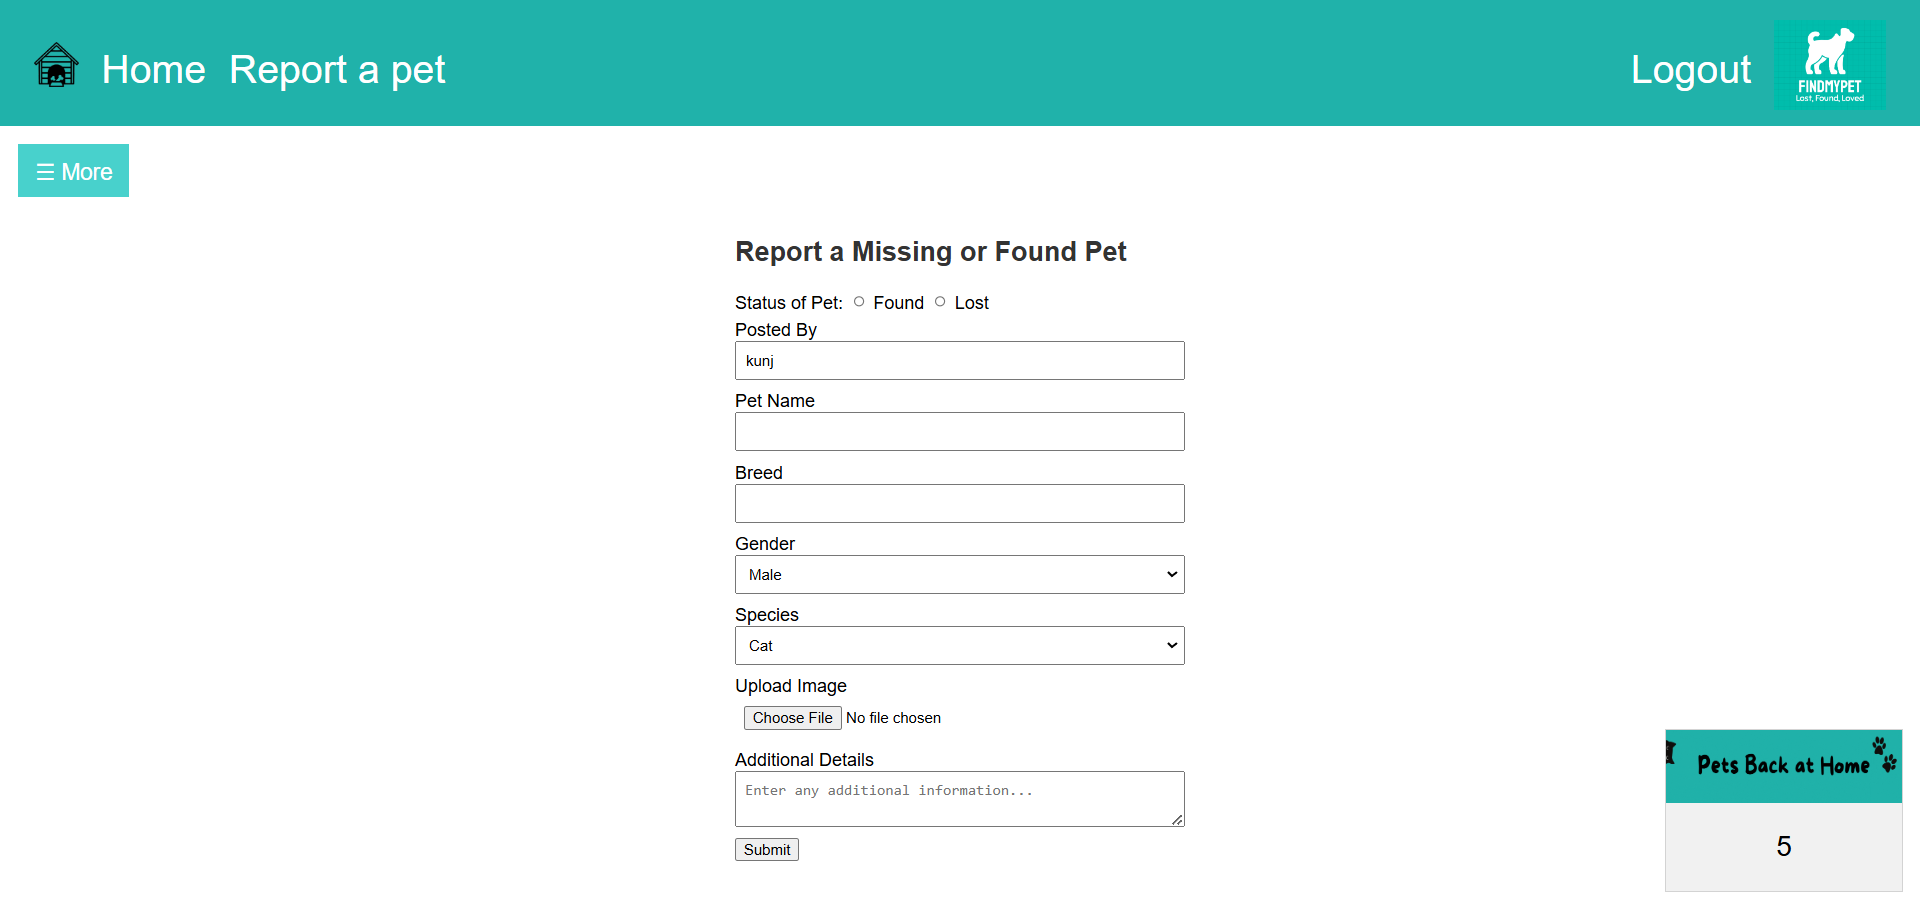 Home Report a pet Logout
FINDMYPET
Lost, Found, Loved
☰ More
Report a Missing or Found Pet
Status of Pet: Found Lost
Posted By
kunj
Pet Name
Breed
Gender
Male
Species
Cat
Upload Image
Choose File No file chosen
Additional Details
Enter any additional information...
Submit
Pets Back at Home
5